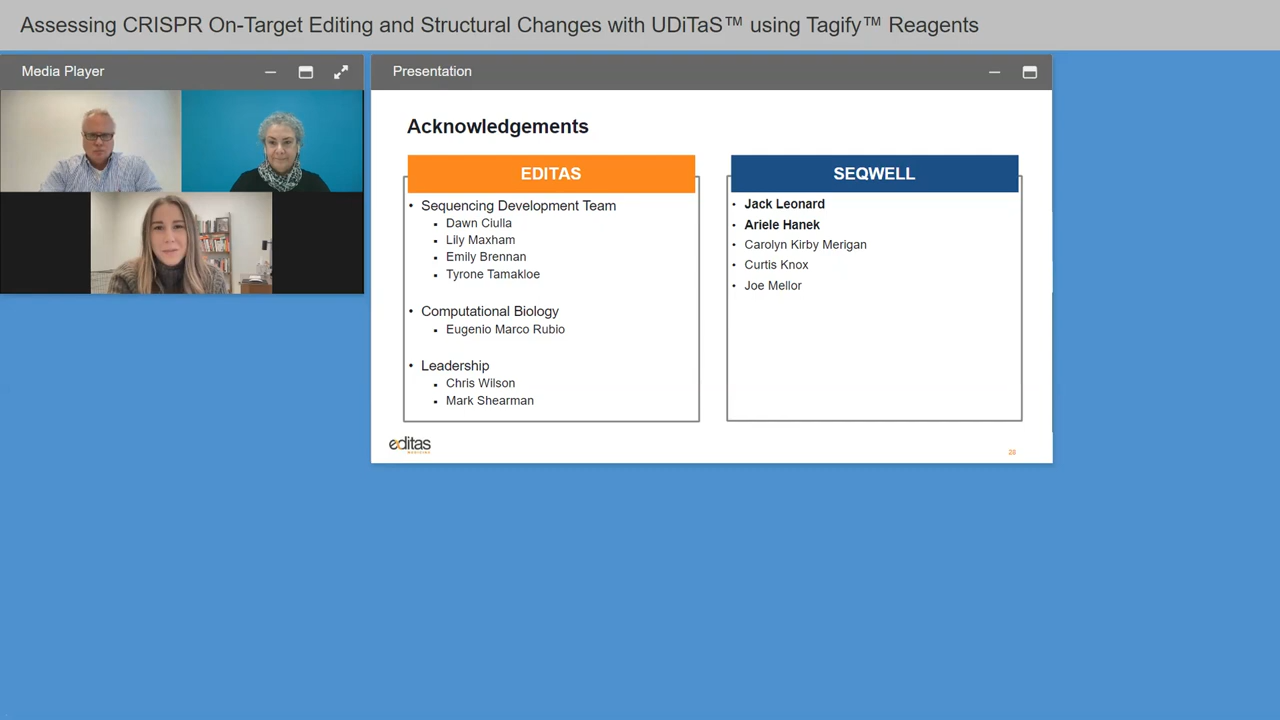 Assessing CRISPR On-Target Editing and Structural Changes with UDiTaS™ using Tagify™ Reagents
Media Player
Presentation
Acknowledgements
EDITAS
• Sequencing Development Team
▪ Dawn Ciulla
▪ Lily Maxham
▪ Emily Brennan
▪ Tyrone Tamakloe
• Computational Biology
▪ Eugenio Marco Rubio
• Leadership
▪ Chris Wilson
▪ Mark Shearman
SEQWELL
• Jack Leonard
• Ariele Hanek
• Carolyn Kirby Merigan
• Curtis Knox
• Joe Mellor
editas
28